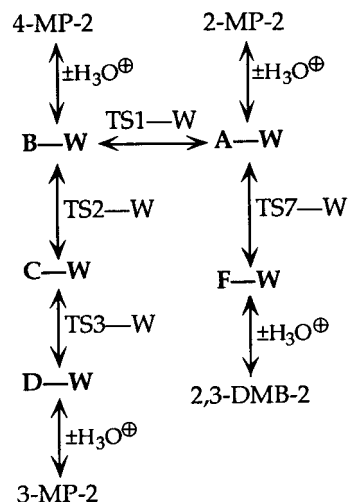 4-MP-2 2-MP-2
±H₃O⊕ ±H₃O⊕
TS1—W
B—W A—W
TS2—W TS7—W
C—W F—W
TS3—W ±H₃O⊕
D—W 2,3-DMB-2
±H₃O⊕
3-MP-2